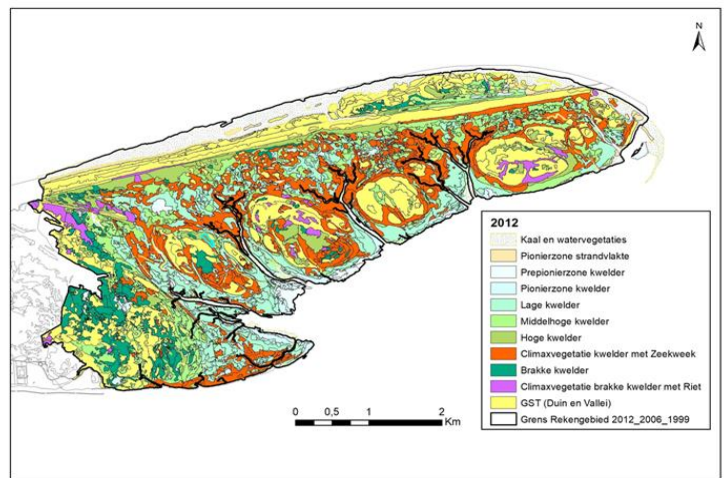 N
2012
Kaal en watervegetaties
Pionierzone strandvlakte
Prepionierzone kwelder
Pionierzone kwelder
Lage kwelder
Middelhoge kwelder
Hoge kwelder
Climaxvegetatie kwelder met Zeekweek
Brakke kwelder
Climaxvegetatie brakke kwelder met Riet
GST (Duin en Vallei)
Grens Rekengebied 2012_2006_1999
0 0,5 1 2
Km